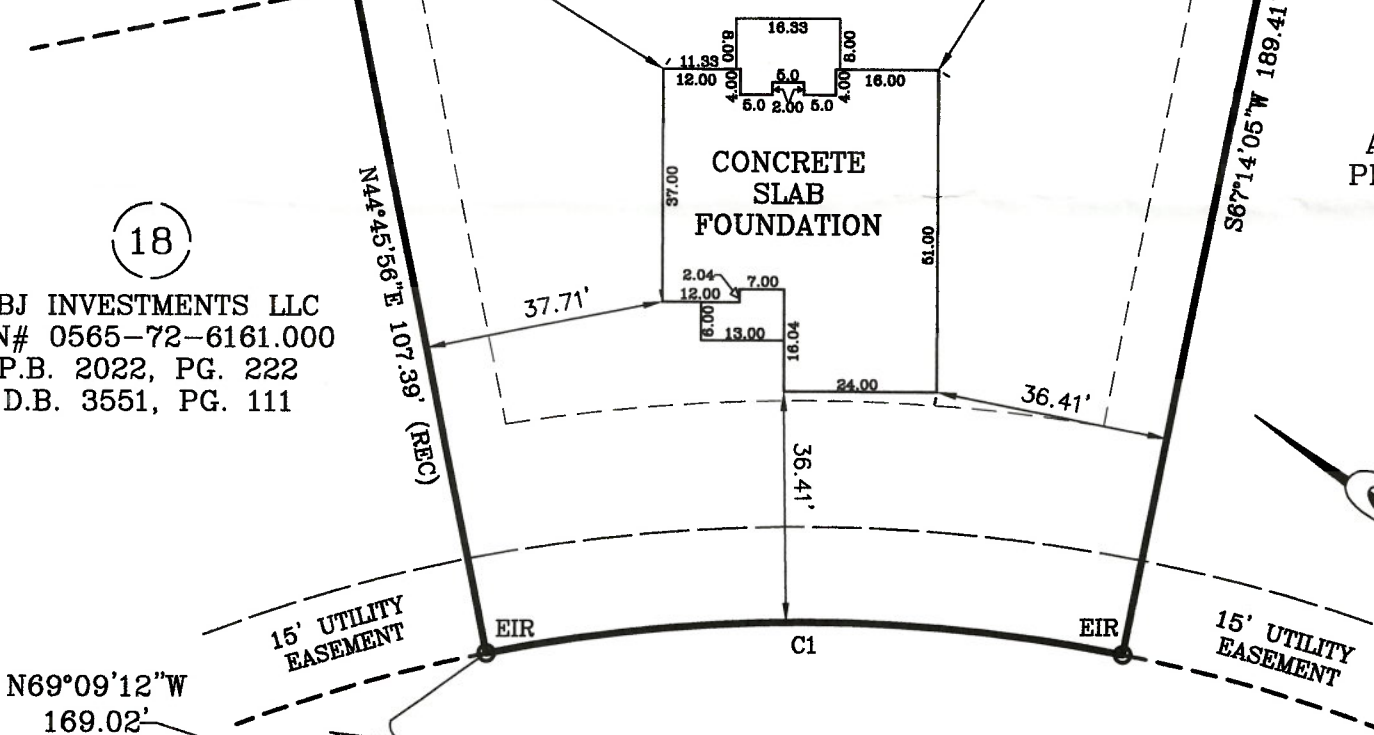 16.33
8.00
8.00
11.33
12.00
4.00
5.0
4.00
16.00
5.0
2.00
5.0
S67°14'05"W 189.41
CONCRETE
SLAB
FOUNDATION
37.00
51.00
N44°45'56"E 107.39' (REC)
18
BJ INVESTMENTS LLC
N# 0565-72-6161.000
P.B. 2022, PG. 222
D.B. 3551, PG. 111
37.71'
2.04
7.00
12.00
6.00
13.00
16.04
24.00
36.41'
36.41'
15' UTILITY
EASEMENT
EIR
C1
EIR
15' UTILITY
EASEMENT
N69°09'12"W
169.02'